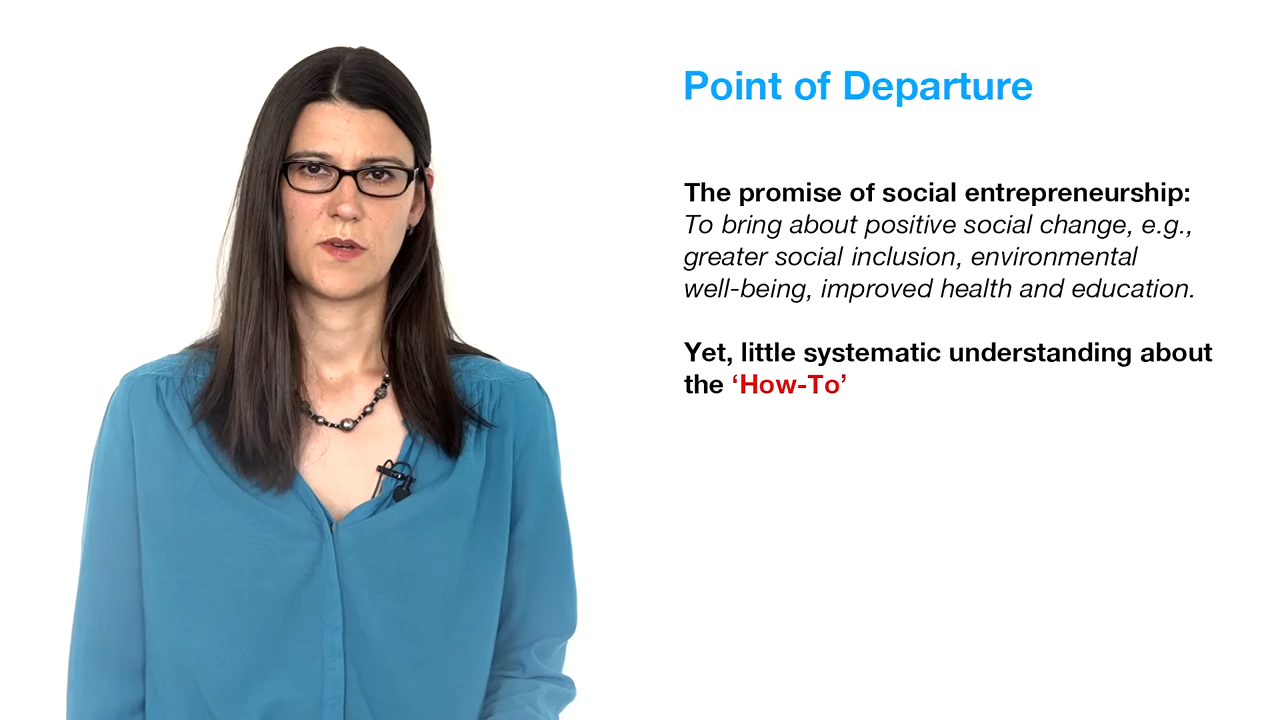 Point of Departure
The promise of social entrepreneurship:
To bring about positive social change, e.g.,
greater social inclusion, environmental
well-being, improved health and education.
Yet, little systematic understanding about
the ‘How-To’